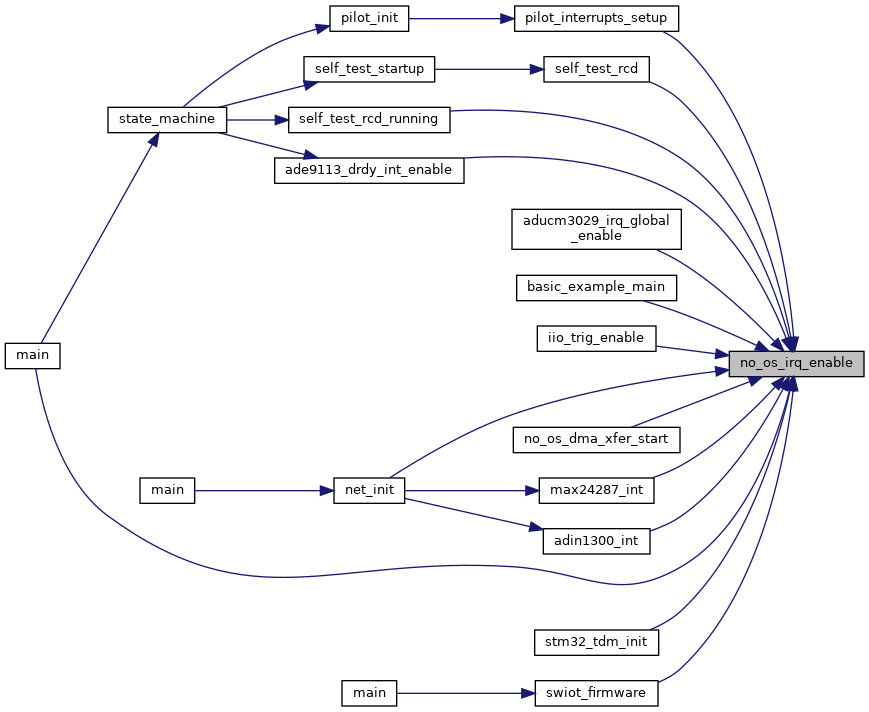 pilot_init
pilot_interrupts_setup
self_test_startup
self_test_rcd
state_machine
self_test_rcd_running
ade9113_drdy_int_enable
aducm3029_irq_global
_enable
basic_example_main
iio_trig_enable
main
no_os_irq_enable
no_os_dma_xfer_start
main
net_init
max24287_int
adin1300_int
stm32_tdm_init
main
swiot_firmware